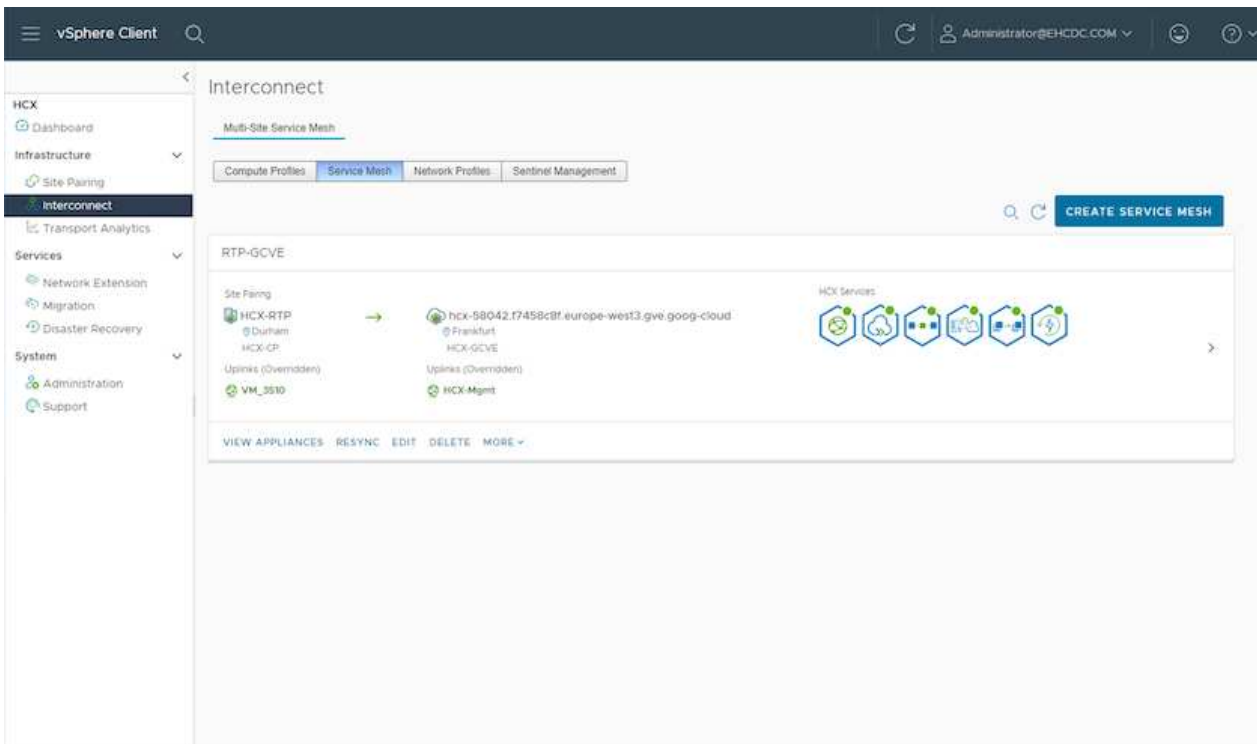 vSphere Client
Administrator@EHCDC.COM
Interconnect
HCX
Dashboard
Infrastructure
Site Pairing
Interconnect
Transport Analytics
Services
Network Extension
Migration
Disaster Recovery
System
Administration
Support
Multi-Site Service Mesh
Compute Profiles Service Mesh Network Profiles Sentinel Management
CREATE SERVICE MESH
RTP-GCVE
Site Pairing
HCX Services
HCX-RTP → hcx-58042.f7458c8f.europe-west3.gve.goog-cloud
Durham Frankfurt
HCX-CP HCX-GCVE
Uplinks (Overridden) Uplinks (Overridden)
VM_3510 HCX-Mgmt
VIEW APPLIANCES RESYNC EDIT DELETE MORE